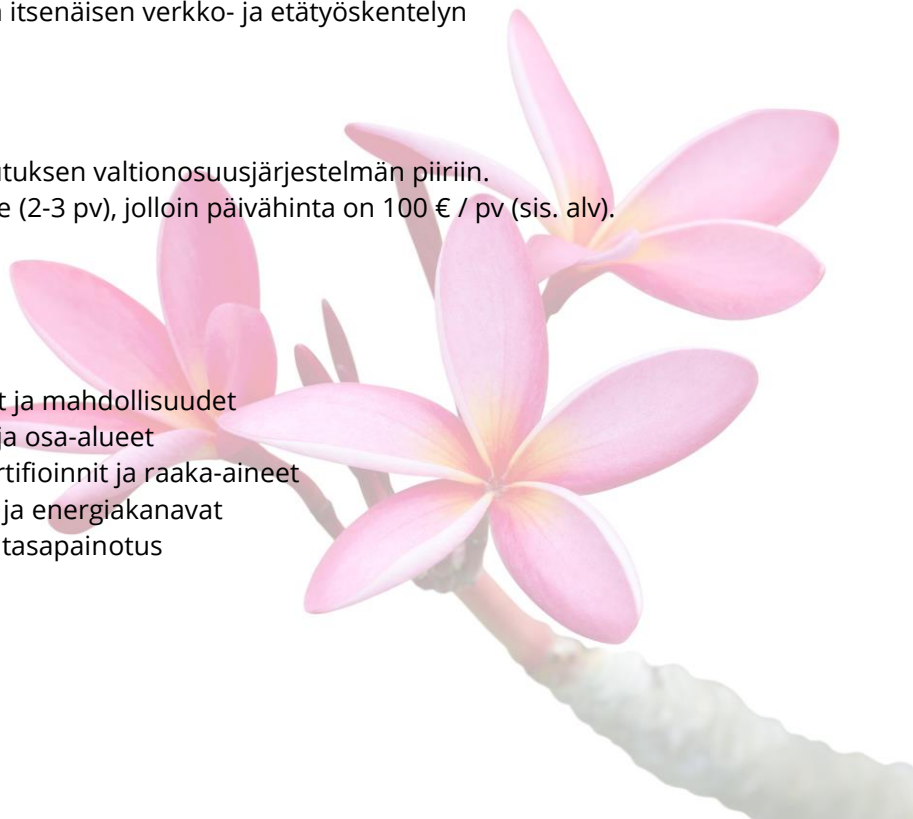 itsenäisen verkko- ja etätyöskentelyn
utuksen valtionosuusjärjestelmän piiriin.
e (2-3 pv), jolloin päivähinta on 100 € / pv (sis. alv).
t ja mahdollisuudet
ja osa-alueet
rtifioinnit ja raaka-aineet
ja energiakanavat
tasapainotus